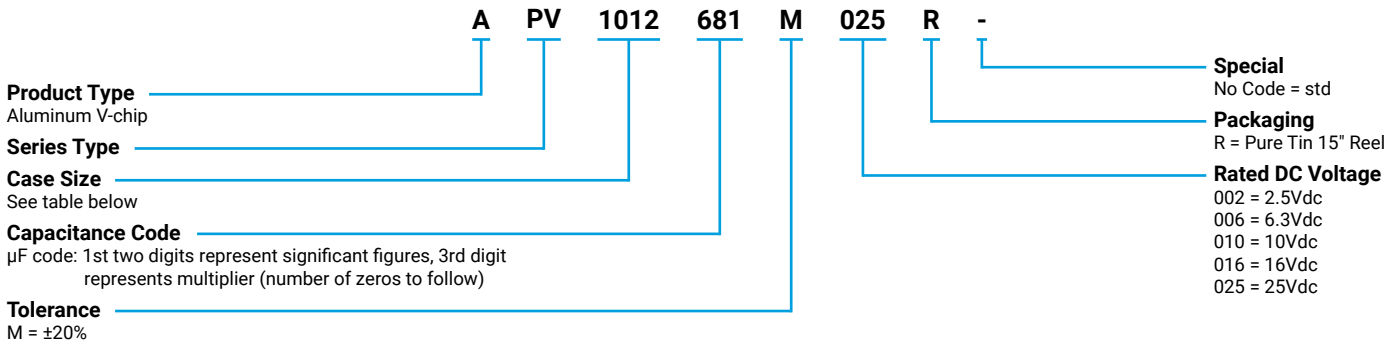 A PV 1012 681 M 025 R -
Product Type
Aluminum V-chip
Series Type
Case Size
See table below
Capacitance Code
µF code: 1st two digits represent significant figures, 3rd digit
represents multiplier (number of zeros to follow)
Tolerance
M = ±20%
Special
No Code = std
Packaging
R = Pure Tin 15" Reel
Rated DC Voltage
002 = 2.5Vdc
006 = 6.3Vdc
010 = 10Vdc
016 = 16Vdc
025 = 25Vdc